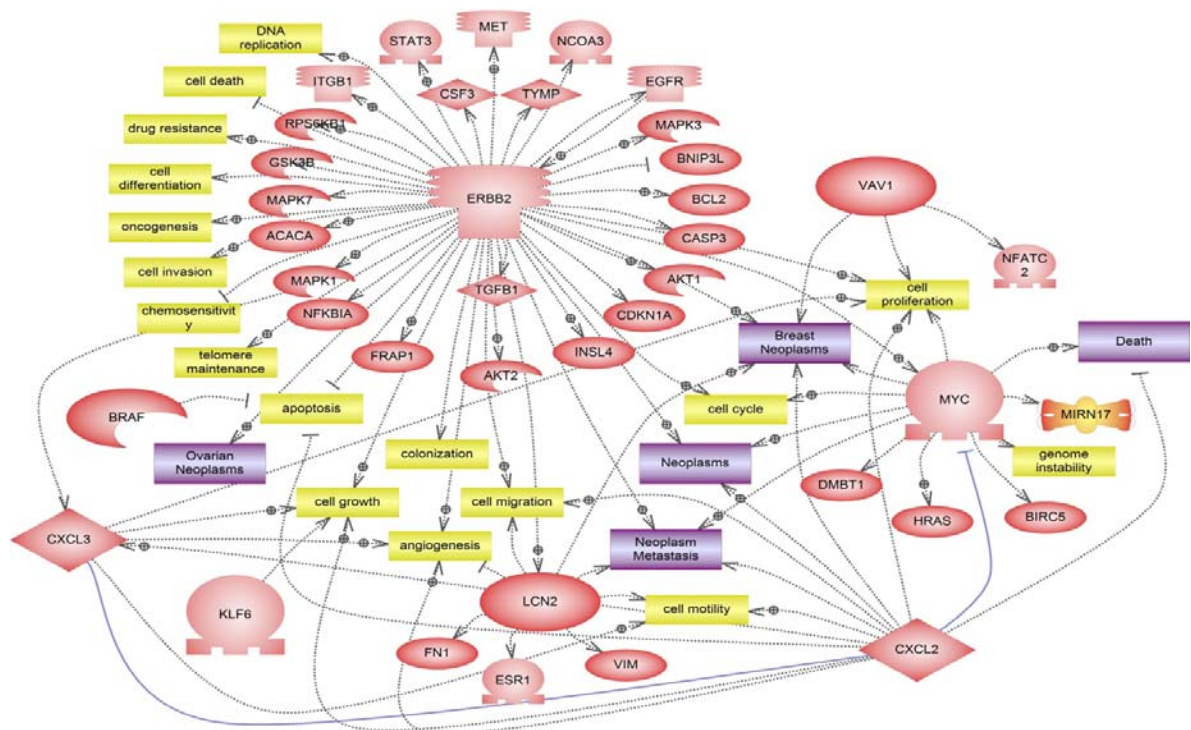 DNA
replication
STAT3
MET
NCOA3
cell death
ITGB1
CSF3
TYMP
EGFR
drug resistance
RPS6KB1
MAPK3
GSK3B
BNIP3L
cell
differentiation
MAPK7
ERBB2
BCL2
VAV1
oncogenesis
ACACA
CASP3
NFATC
2
cell invasion
MAPK1
TGFB1
AKT1
cell
proliferation
chemosensitivit
y
NFKBIA
CDKN1A
telomere
maintenance
FRAP1
AKT2
INSL4
Breast
Neoplasms
Death
BRAF
apoptosis
cell cycle
MYC
MIRN17
Ovarian
Neoplasms
colonization
Neoplasms
genome
instability
cell growth
cell migration
DMBT1
HRAS
BIRC5
CXCL3
angiogenesis
Neoplasm
Metastasis
KLF6
LCN2
cell motility
CXCL2
FN1
ESR1
VIM